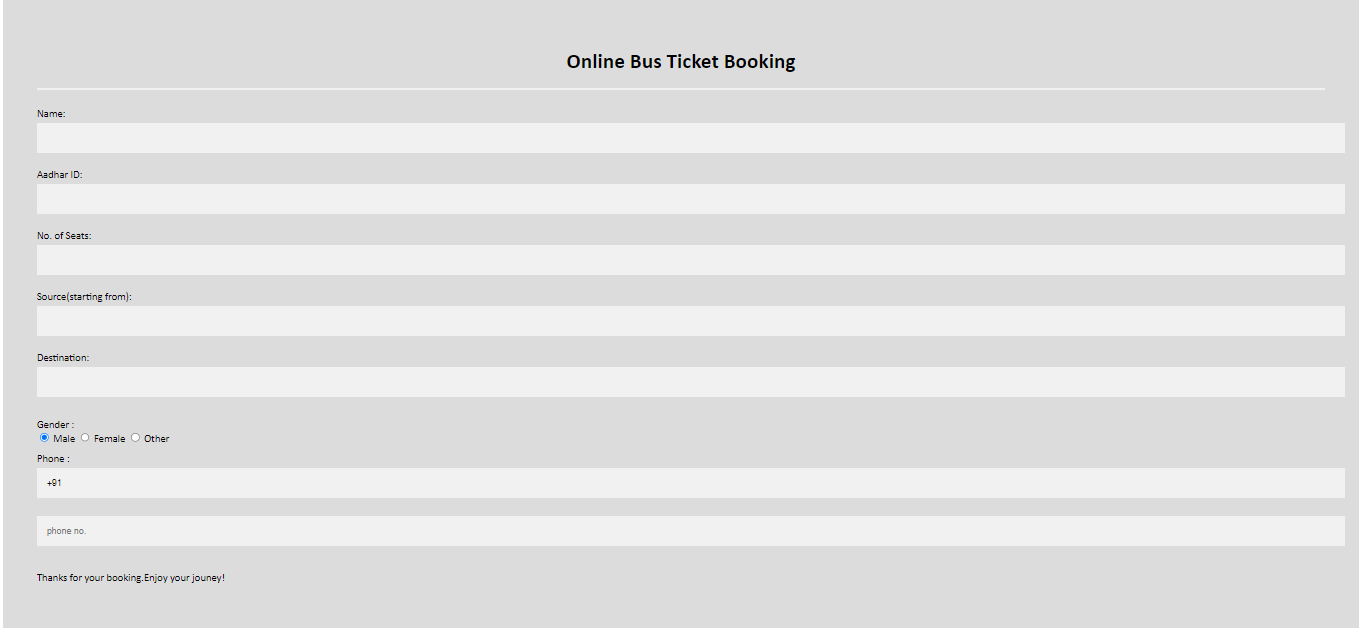 Online Bus Ticket Booking
Name:
Aadhar ID:
No. of Seats:
Source(starting from):
Destination:
Gender :
Male Female Other
Phone :
+91
phone no.
Thanks for your booking.Enjoy your jouney!